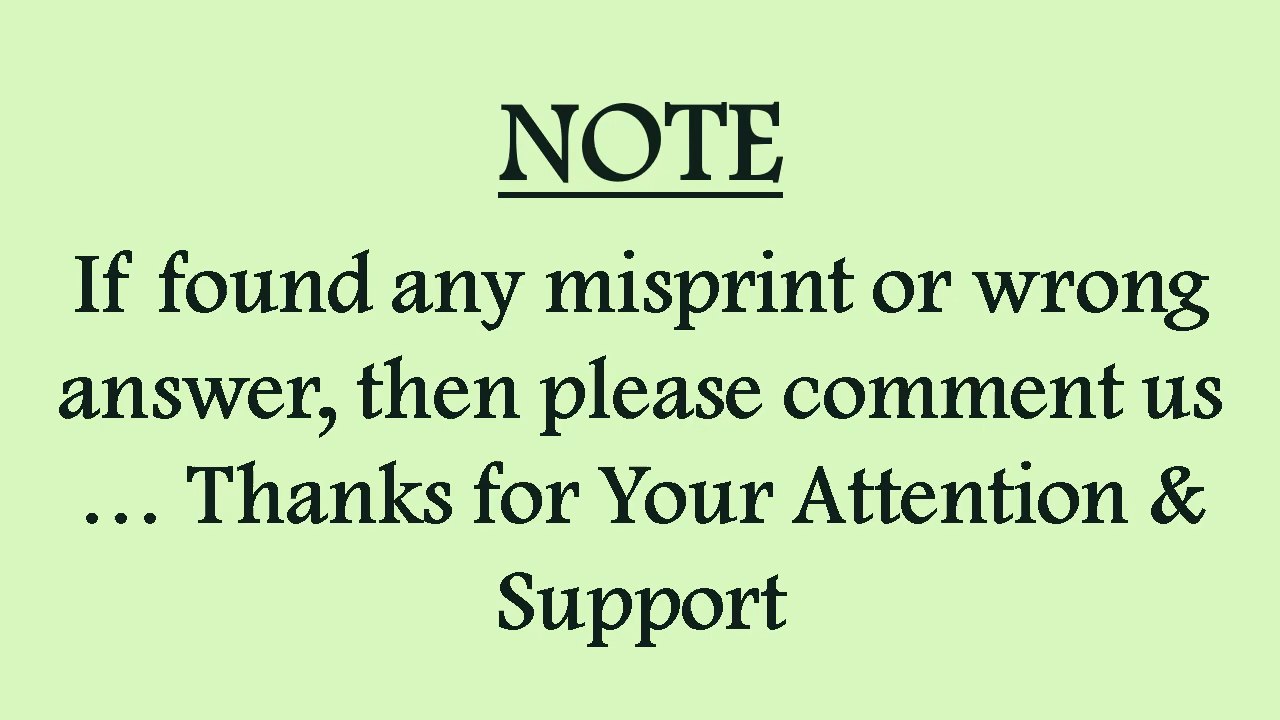 NOTE
If found any misprint or wrong
answer, then please comment us
… Thanks for Your Attention &
Support